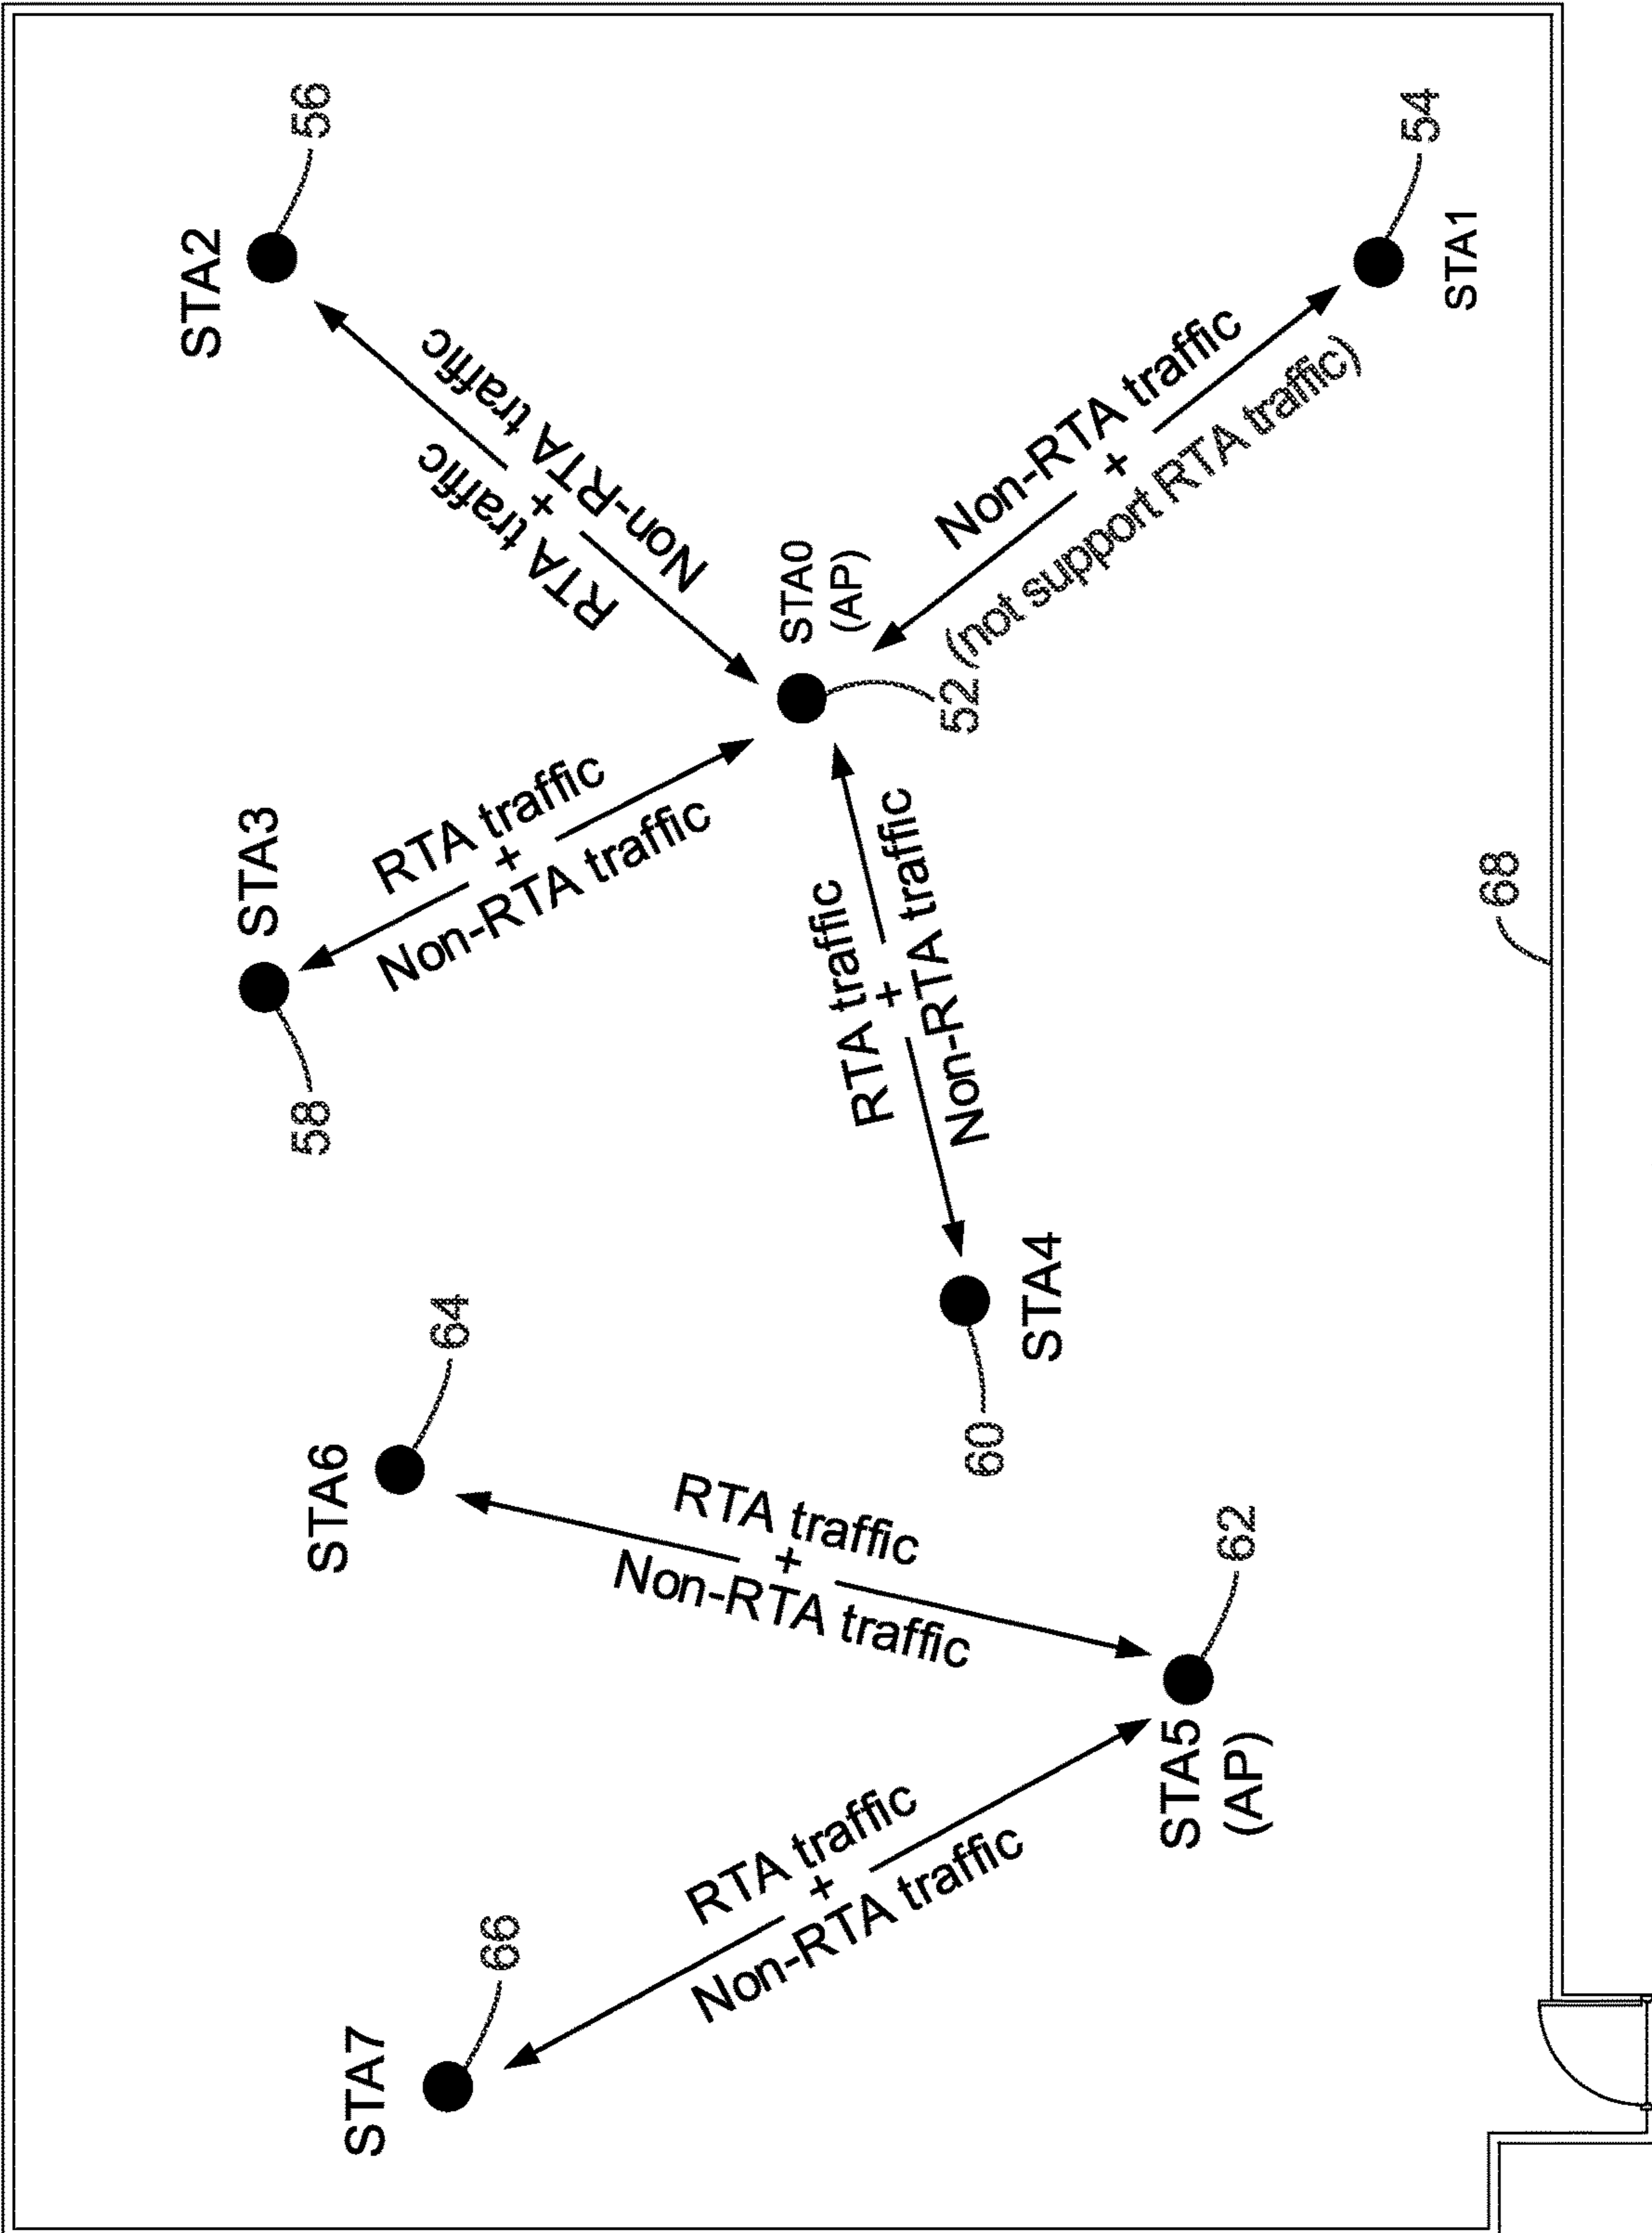 STA7
66
RTA traffic
+
Non-RTA traffic
STA6
64
RTA traffic
+
Non-RTA traffic
STA5
(AP)
62
STA3
58
RTA traffic
+
Non-RTA traffic
STA4
60
RTA traffic
+
Non-RTA traffic
STA2
56
RTA traffic
+
Non-RTA traffic
STA0
(AP)
52
Non-RTA traffic
+
(not support RTA traffic)
54
STA1
68